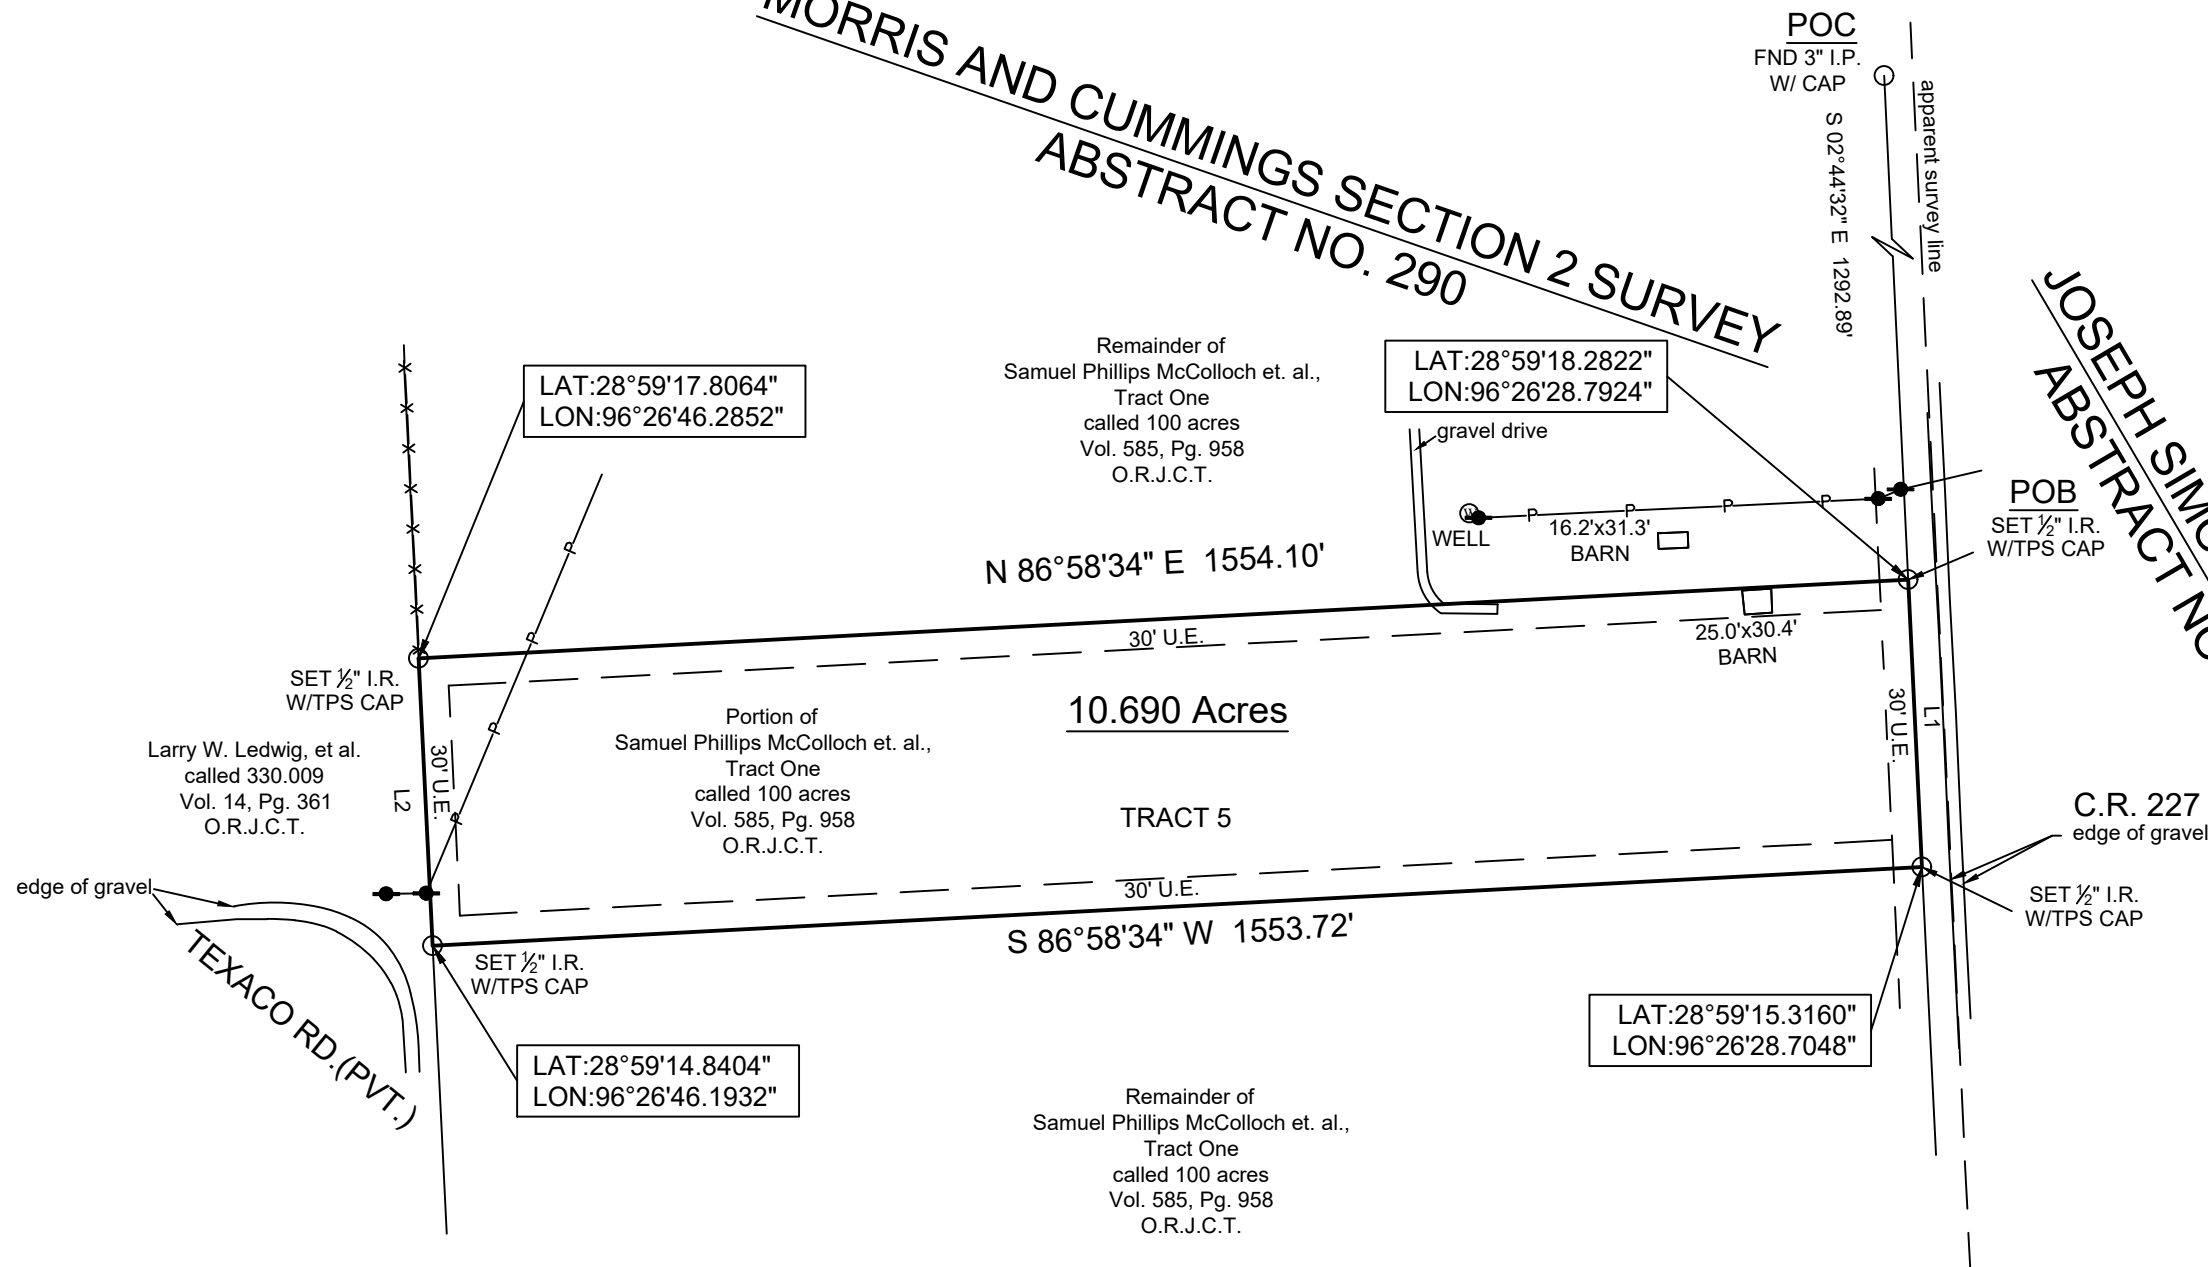 MORRIS AND CUMMINGS SECTION 2 SURVEY
ABSTRACT NO. 290
POC
FND 3" I.P.
W/ CAP
S 02°44'32" E 1292.89'
apparent survey line
JOSEPH
ABSTRACT
LAT:28°59'17.8064"
LON:96°26'46.2852"
Remainder of
Samuel Phillips McColloch et. al.,
Tract One
called 100 acres
Vol. 585, Pg. 958
O.R.J.C.T.
LAT:28°59'18.2822"
LON:96°26'28.7924"
gravel drive
P
P
P
P
W
WELL
16.2'x31.3'
BARN
POB
SET ½" I.R.
W/TPS CAP
N 86°58'34" E 1554.10'
P
P
P
P
30' U.E.
25.0'x30.4'
BARN
SET ½" I.R.
W/TPS CAP
10.690 Acres
30' U.E.
L1
Larry W. Ledwig, et al.
called 330.009
Vol. 14, Pg. 361
O.R.J.C.T.
L2
30' U.E.
Portion of
Samuel Phillips McColloch et. al.,
Tract One
called 100 acres
Vol. 585, Pg. 958
O.R.J.C.T.
TRACT 5
C.R. 227
edge of gravel
edge of gravel
30' U.E.
S 86°58'34" W 1553.72'
SET ½" I.R.
W/TPS CAP
TEXACO RD.(PVT.)
SET ½" I.R.
W/TPS CAP
LAT:28°59'15.3160"
LON:96°26'28.7048"
LAT:28°59'14.8404"
LON:96°26'46.1932"
Remainder of
Samuel Phillips McColloch et. al.,
Tract One
called 100 acres
Vol. 585, Pg. 958
O.R.J.C.T.